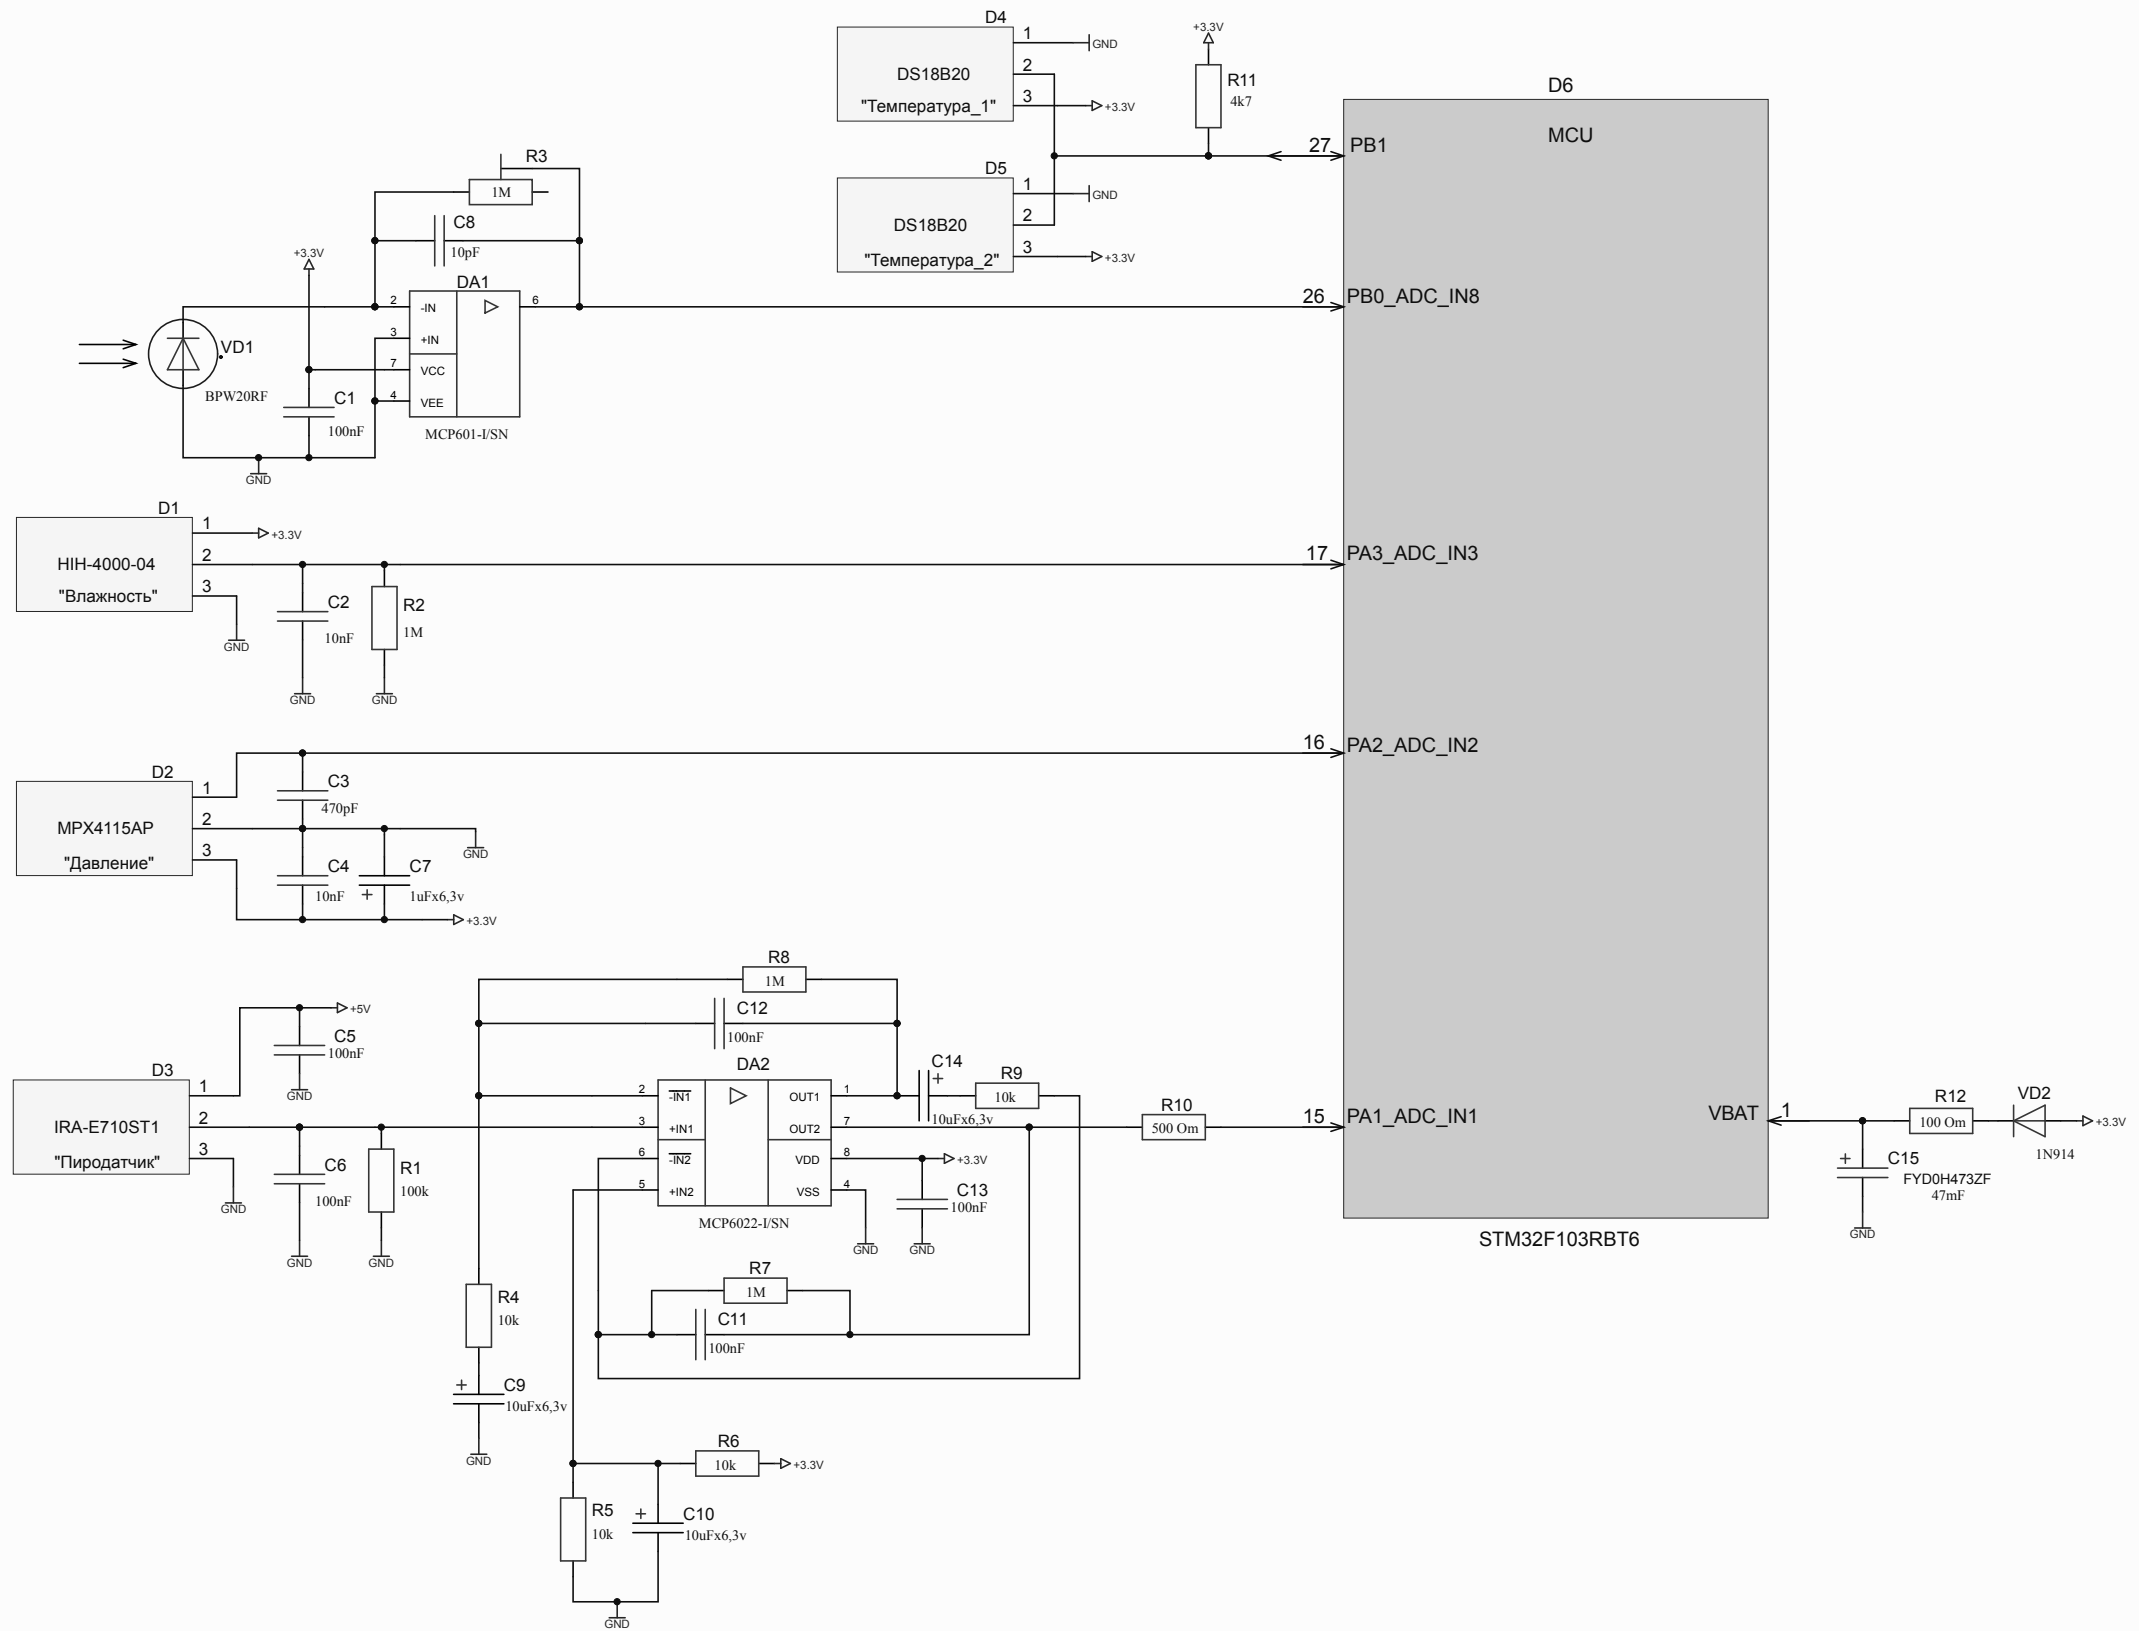 D4
1
GND
DS18B20
2
"Температура_1"
3
+3.3V
+3.3V
R11
4k7
D6
MCU
27
PB1
D5
1
GND
DS18B20
2
"Температура_2"
3
+3.3V
R3
1M
C8
10pF
+3.3V
DA1
2
-IN
6
3
+IN
7
VCC
4
VEE
MCP601-I/SN
VD1
BPW20RF
C1
100nF
GND
26
PB0_ADC_IN8
D1
1
+3.3V
HIH-4000-04
2
"Влажность"
3
GND
C2
10nF
GND
R2
1M
GND
17
PA3_ADC_IN3
16
PA2_ADC_IN2
D2
1
MPX4115AP
2
"Давление"
3
C3
470pF
GND
C4
10nF
C7
+
1uFx6,3v
+3.3V
R8
1M
C12
100nF
+5V
C5
100nF
GND
D3
1
IRA-E710ST1
2
"Пиродатчик"
3
GND
C6
100nF
GND
R1
100k
GND
DA2
2
-IN1
OUT1
1
3
+IN1
OUT2
7
6
-IN2
VDD
8
5
+IN2
VSS
4
MCP6022-I/SN
C14
+
10uFx6,3v
R9
10k
+3.3V
C13
100nF
GND
GND
R10
500 Om
15
PA1_ADC_IN1
VBAT
1
R12
100 Om
VD2
1N914
+3.3V
+
C15
FYD0H473ZF
47mF
GND
STM32F103RBT6
R7
1M
C11
100nF
R4
10k
+
C9
10uFx6,3v
GND
R6
10k
+3.3V
R5
10k
+
C10
10uFx6,3v
GND